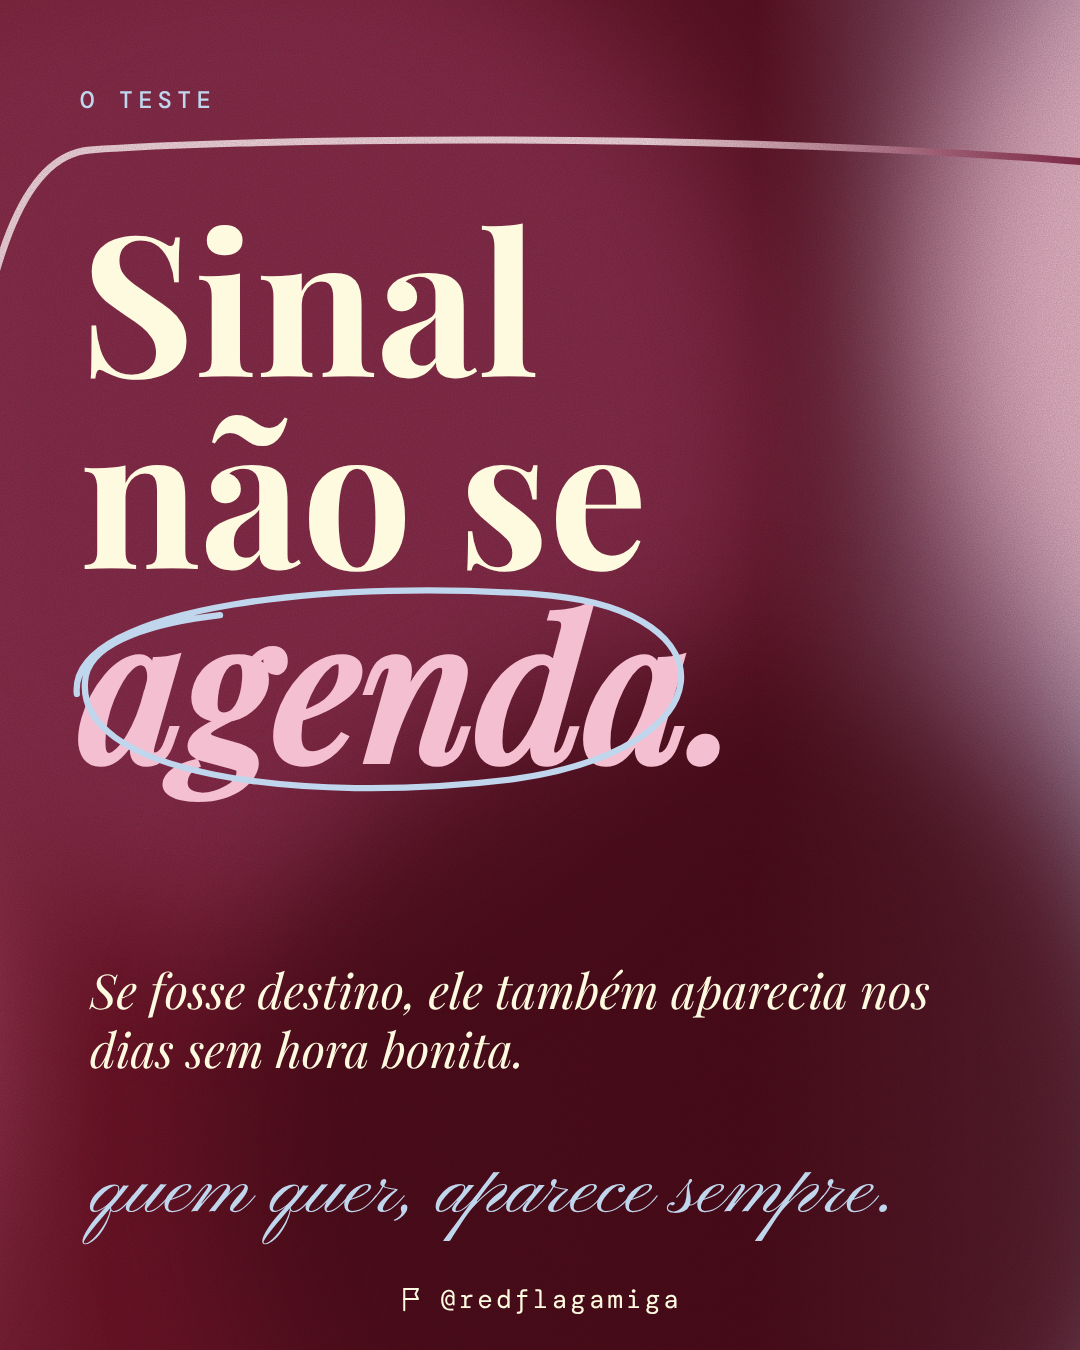 O TESTE
Sinal
não se
agenda.
Se fosse destino, ele também aparecia nos
dias sem hora bonita.
quem quer, aparece sempre.
@redflagamiga